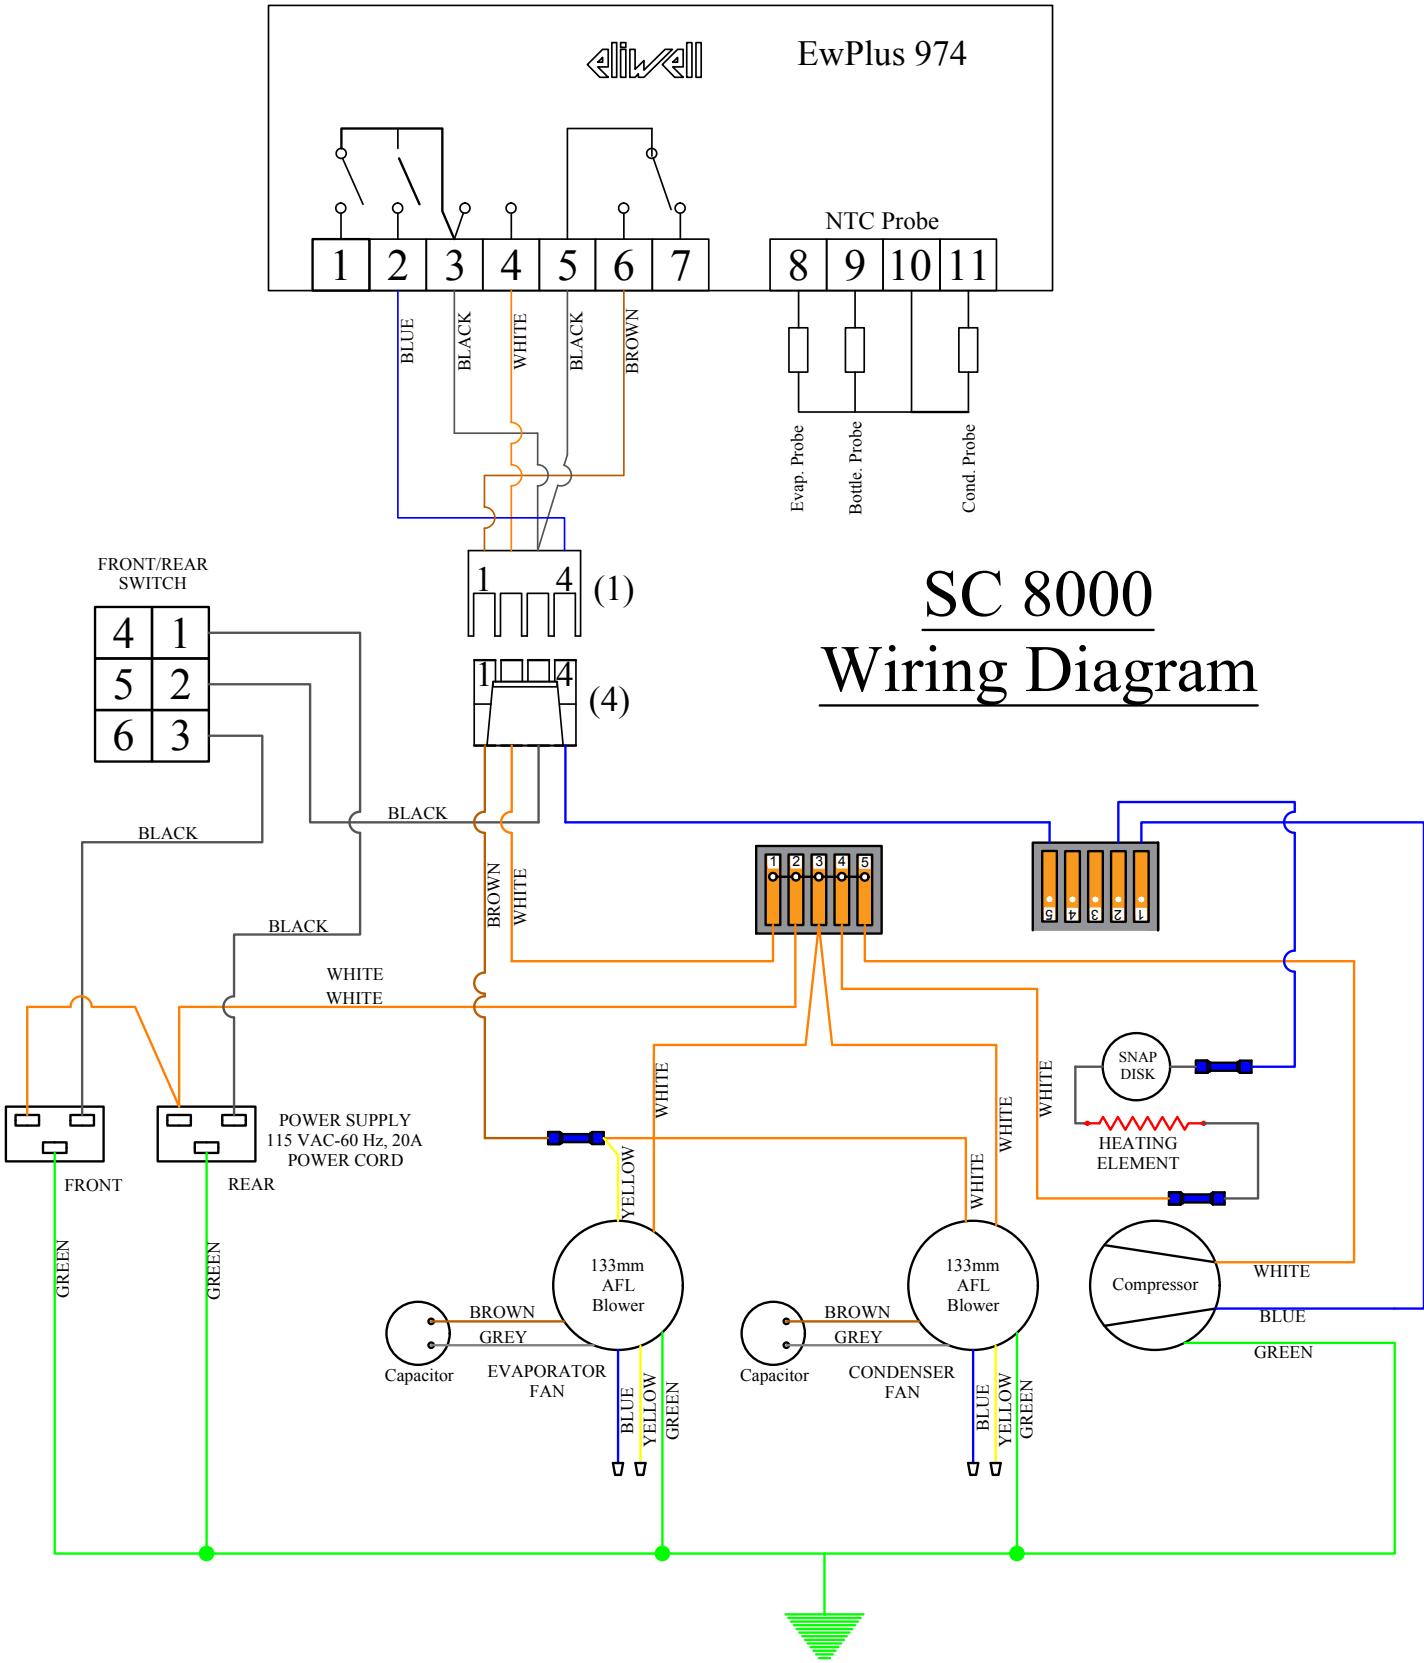 eliwell
EwPlus 974
NTC Probe
1 2 3 4 5 6 7
8 9 10 11
BLUE
BLACK
WHITE
BLACK
BROWN
Evap. Probe
Bottle. Probe
Cond. Probe
FRONT/REAR
SWITCH
4 1
5 2
6 3
1 4
(1)
1 4
(4)
SC 8000
Wiring Diagram
BLACK
BLACK
BLACK
BROWN
WHITE
1 2 3 4 5
5 4 3 2 1
WHITE
WHITE
WHITE
WHITE
WHITE
WHITE
SNAP
DISK
HEATING
ELEMENT
POWER SUPPLY
115 VAC-60 Hz, 20A
POWER CORD
FRONT
REAR
GREEN
GREEN
YELLOW
133mm
AFL
Blower
133mm
AFL
Blower
Compressor
WHITE
BLUE
GREEN
BROWN
GREY
Capacitor
EVAPORATOR
FAN
BROWN
GREY
Capacitor
CONDENSER
FAN
BLUE
YELLOW
GREEN
BLUE
YELLOW
GREEN